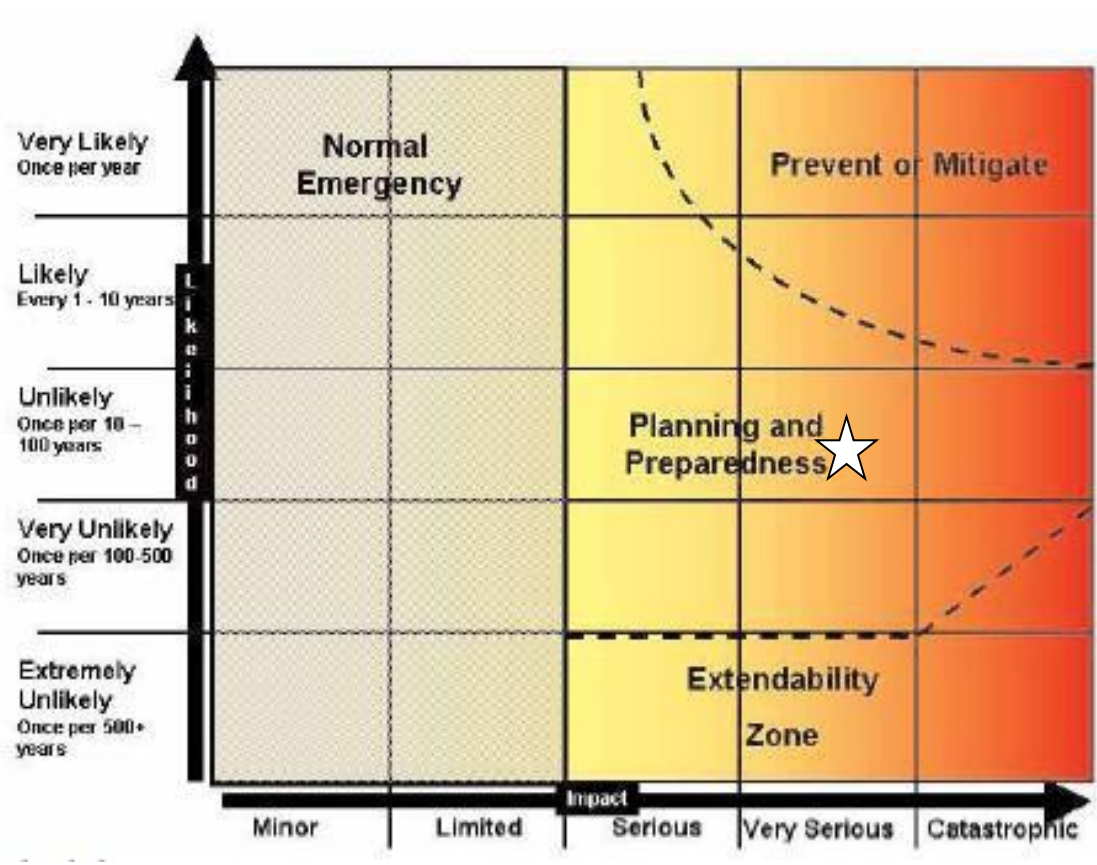 Very Likely
Once per year
Normal
Emergency
Prevent or Mitigate
Likely
Every 1 - 10 years
Likelihood
Unlikely
Once per 10 –
100 years
Planning and
Preparedness
Very Unlikely
Once per 100-500
years
Extremely
Unlikely
Once per 500+
years
Extendability
Zone
Impact
Minor
Limited
Serious
Very Serious
Catastrophic